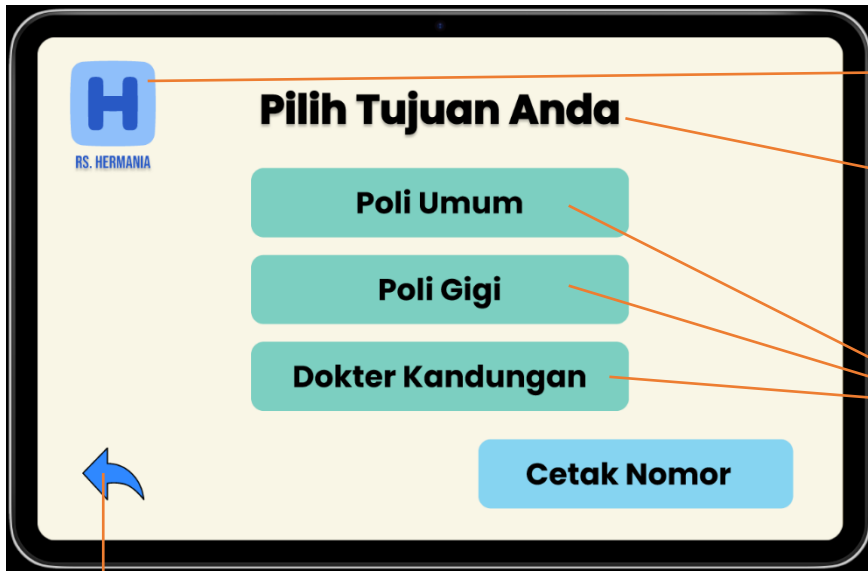 H
RS. HERMANIA
Pilih Tujuan Anda
Poli Umum
Poli Gigi
Dokter Kandungan
Cetak Nomor